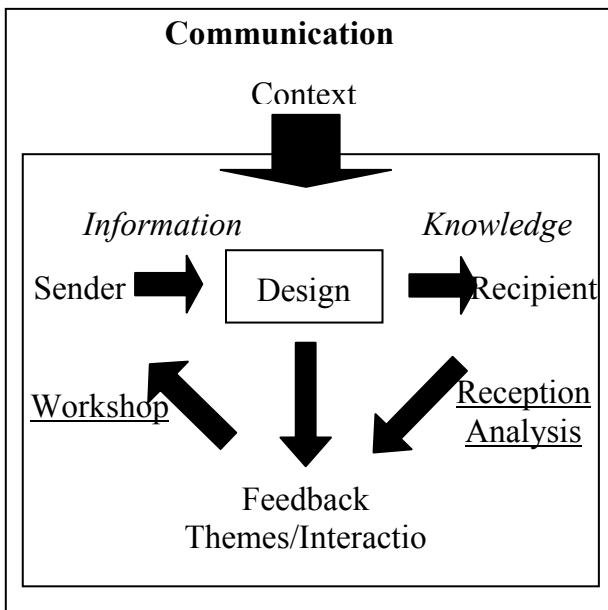 Communication
Context
Information Knowledge
Sender Design Recipient
Workshop Reception
Analysis
Feedback
Themes/Interactio